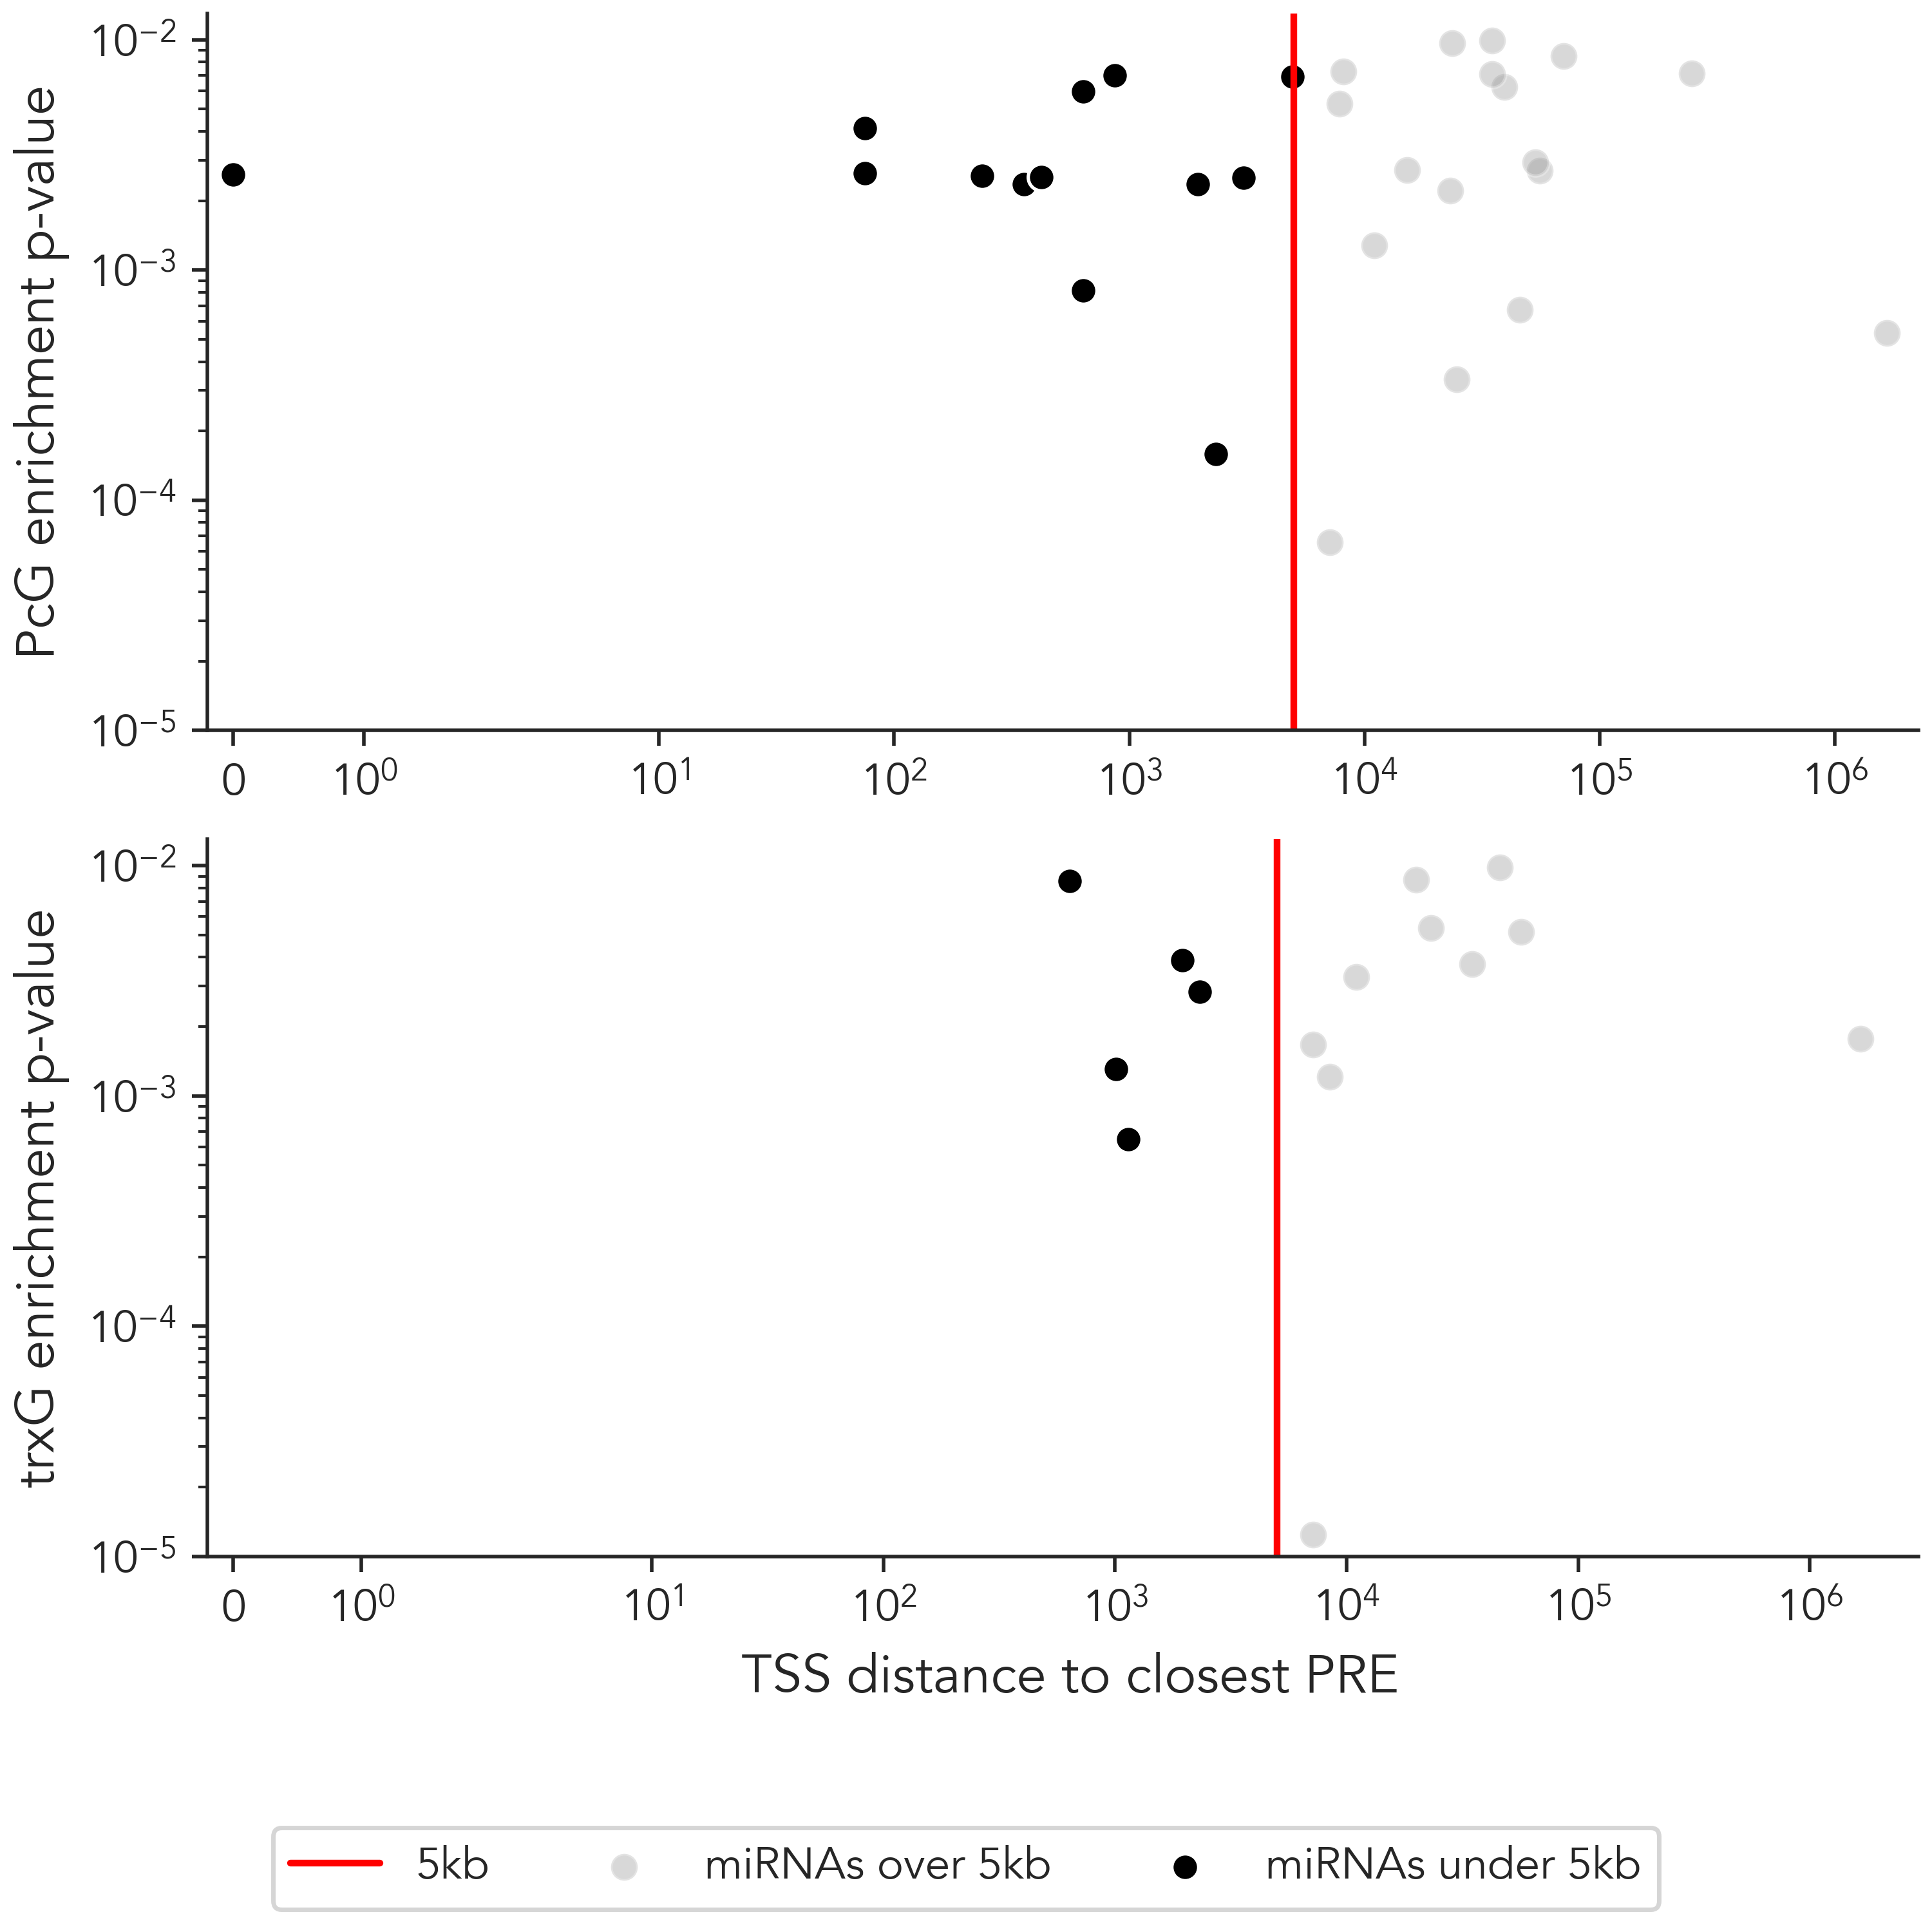 PcG enrichment p-value
10⁻²
10⁻³
10⁻⁴
10⁻⁵
0 10⁰ 10¹ 10² 10³ 10⁴ 10⁵ 10⁶
trxG enrichment p-value
10⁻²
10⁻³
10⁻⁴
10⁻⁵
0 10⁰ 10¹ 10² 10³ 10⁴ 10⁵ 10⁶
TSS distance to closest PRE
5kb miRNAs over 5kb miRNAs under 5kb